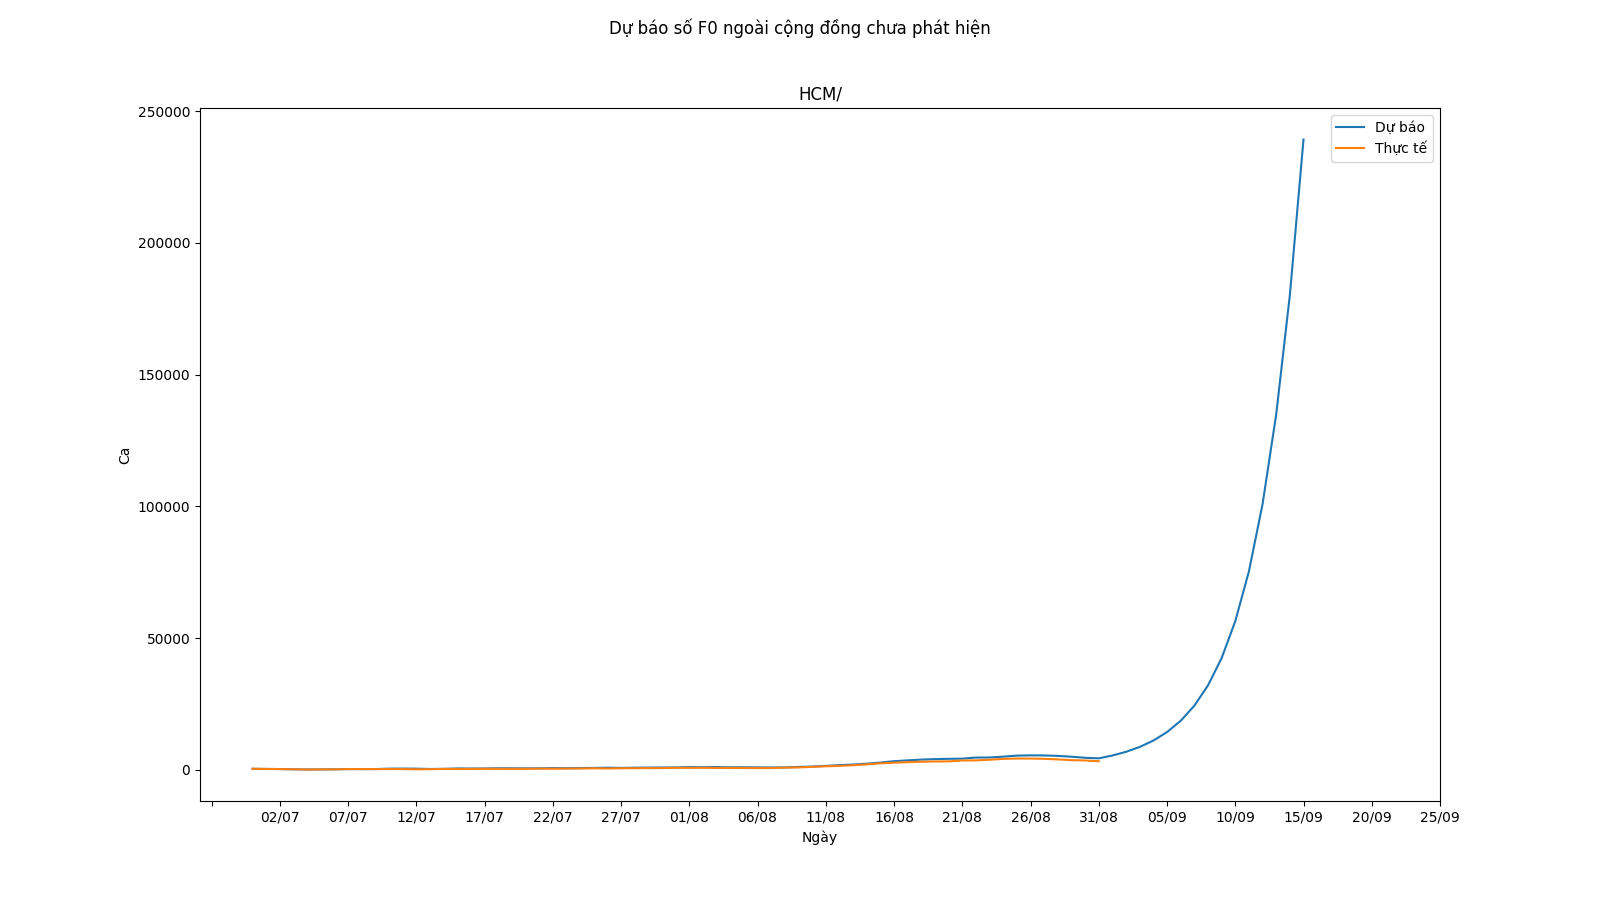 Dự báo số F0 ngoài cộng đồng chưa phát hiện
HCM/
250000
200000
150000
100000
50000
0
Ca
Dự báo
Thực tế
02/07 07/07 12/07 17/07 22/07 27/07 01/08 06/08 11/08 16/08 21/08 26/08 31/08 05/09 10/09 15/09 20/09 25/09
Ngày